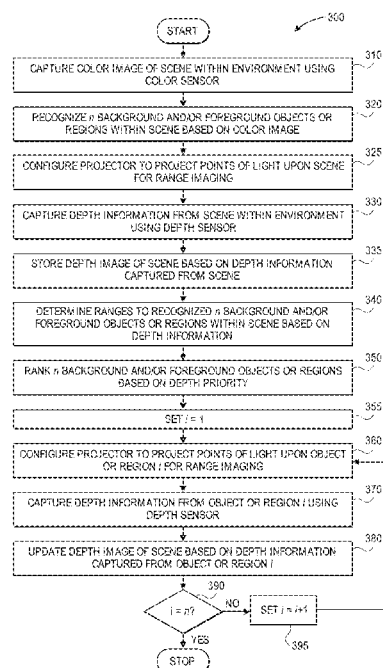 300
START
310
CAPTURE COLOR IMAGE OF SCENE WITHIN ENVIRONMENT USING
COLOR SENSOR
320
RECOGNIZE n BACKGROUND AND/OR FOREGROUND OBJECTS OR
REGIONS WITHIN SCENE BASED ON COLOR IMAGE
325
CONFIGURE PROJECTOR TO PROJECT POINTS OF LIGHT UPON SCENE
FOR RANGE IMAGING
330
CAPTURE DEPTH INFORMATION FROM SCENE WITHIN ENVIRONMENT
USING DEPTH SENSOR
335
STORE DEPTH IMAGE OF SCENE BASED ON DEPTH INFORMATION
CAPTURED FROM SCENE
340
DETERMINE RANGES TO RECOGNIZED n BACKGROUND AND/OR
FOREGROUND OBJECTS OR REGIONS WITHIN SCENE BASED ON
DEPTH INFORMATION
350
RANK n BACKGROUND AND/OR FOREGROUND OBJECTS OR REGIONS
BASED ON DEPTH PRIORITY
355
SET i = 1
360
CONFIGURE PROJECTOR TO PROJECT POINTS OF LIGHT UPON OBJECT
OR REGION i FOR RANGE IMAGING
370
CAPTURE DEPTH INFORMATION FROM OBJECT OR REGION i USING
DEPTH SENSOR
380
UPDATE DEPTH IMAGE OF SCENE BASED ON DEPTH INFORMATION
CAPTURED FROM OBJECT OR REGION i
390
i = n?
NO
SET i = i+1
YES
395
STOP